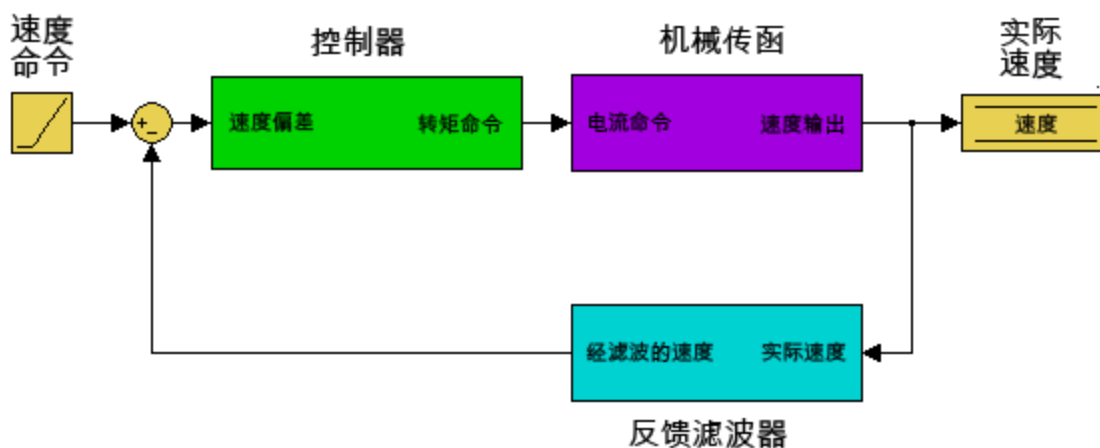 速度
命令
控制器
机械传函
实际
速度
速度偏差
转矩命令
电流命令
速度输出
速度
经滤波的速度
实际速度
反馈滤波器